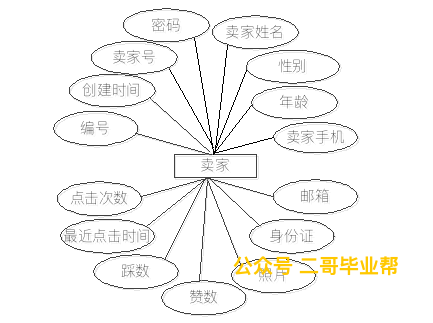 密码
卖家姓名
卖家号
性别
创建时间
年龄
编号
卖家手机
卖家
点击次数
邮箱
最近点击时间
身份证
踩数
照片
赞数
公众号 二哥毕业帮